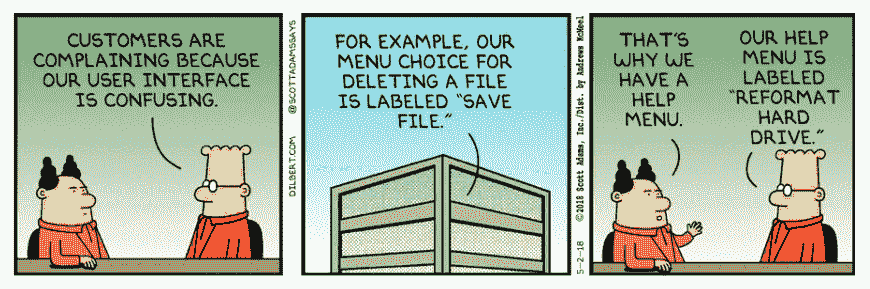 CUSTOMERS ARE
COMPLAINING BECAUSE
OUR USER INTERFACE
IS CONFUSING.
DILBERT.COM @SCOTTADAMSSAYS
FOR EXAMPLE, OUR
MENU CHOICE FOR
DELETING A FILE
IS LABELED "SAVE
FILE."
5-2-18 ©2018 Scott Adams, Inc./Dist. by Andrews McMeel
THAT'S
WHY WE
HAVE A
HELP
MENU.
OUR HELP
MENU IS
LABELED
"REFORMAT
HARD
DRIVE."